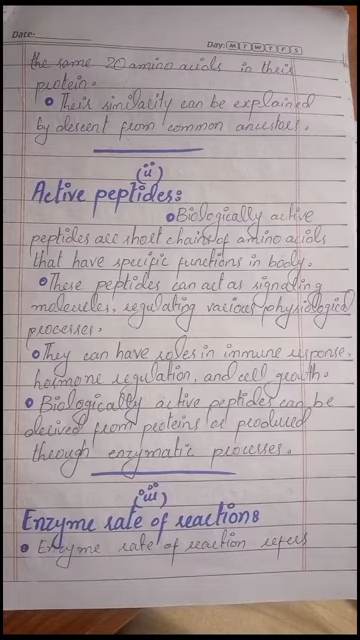 Date:
Day: M T W T F S
the same 20 amino acids in their
protein.
• Their similarity can be explained
by descent from common ancestors.
(ii)
Active peptides:
• Biologically active
peptides are short chains of amino acids
that have specific functions in body.
• These peptides can act as signaling
molecules, regulating various physiological
processes.
• They can have roles in immune response,
hormone regulation, and cell growth.
• Biologically active peptides can be
derived from proteins or produced
through enzymatic processes.
(iii)
Enzyme rate of reaction:
• Enzyme rate of reaction refers